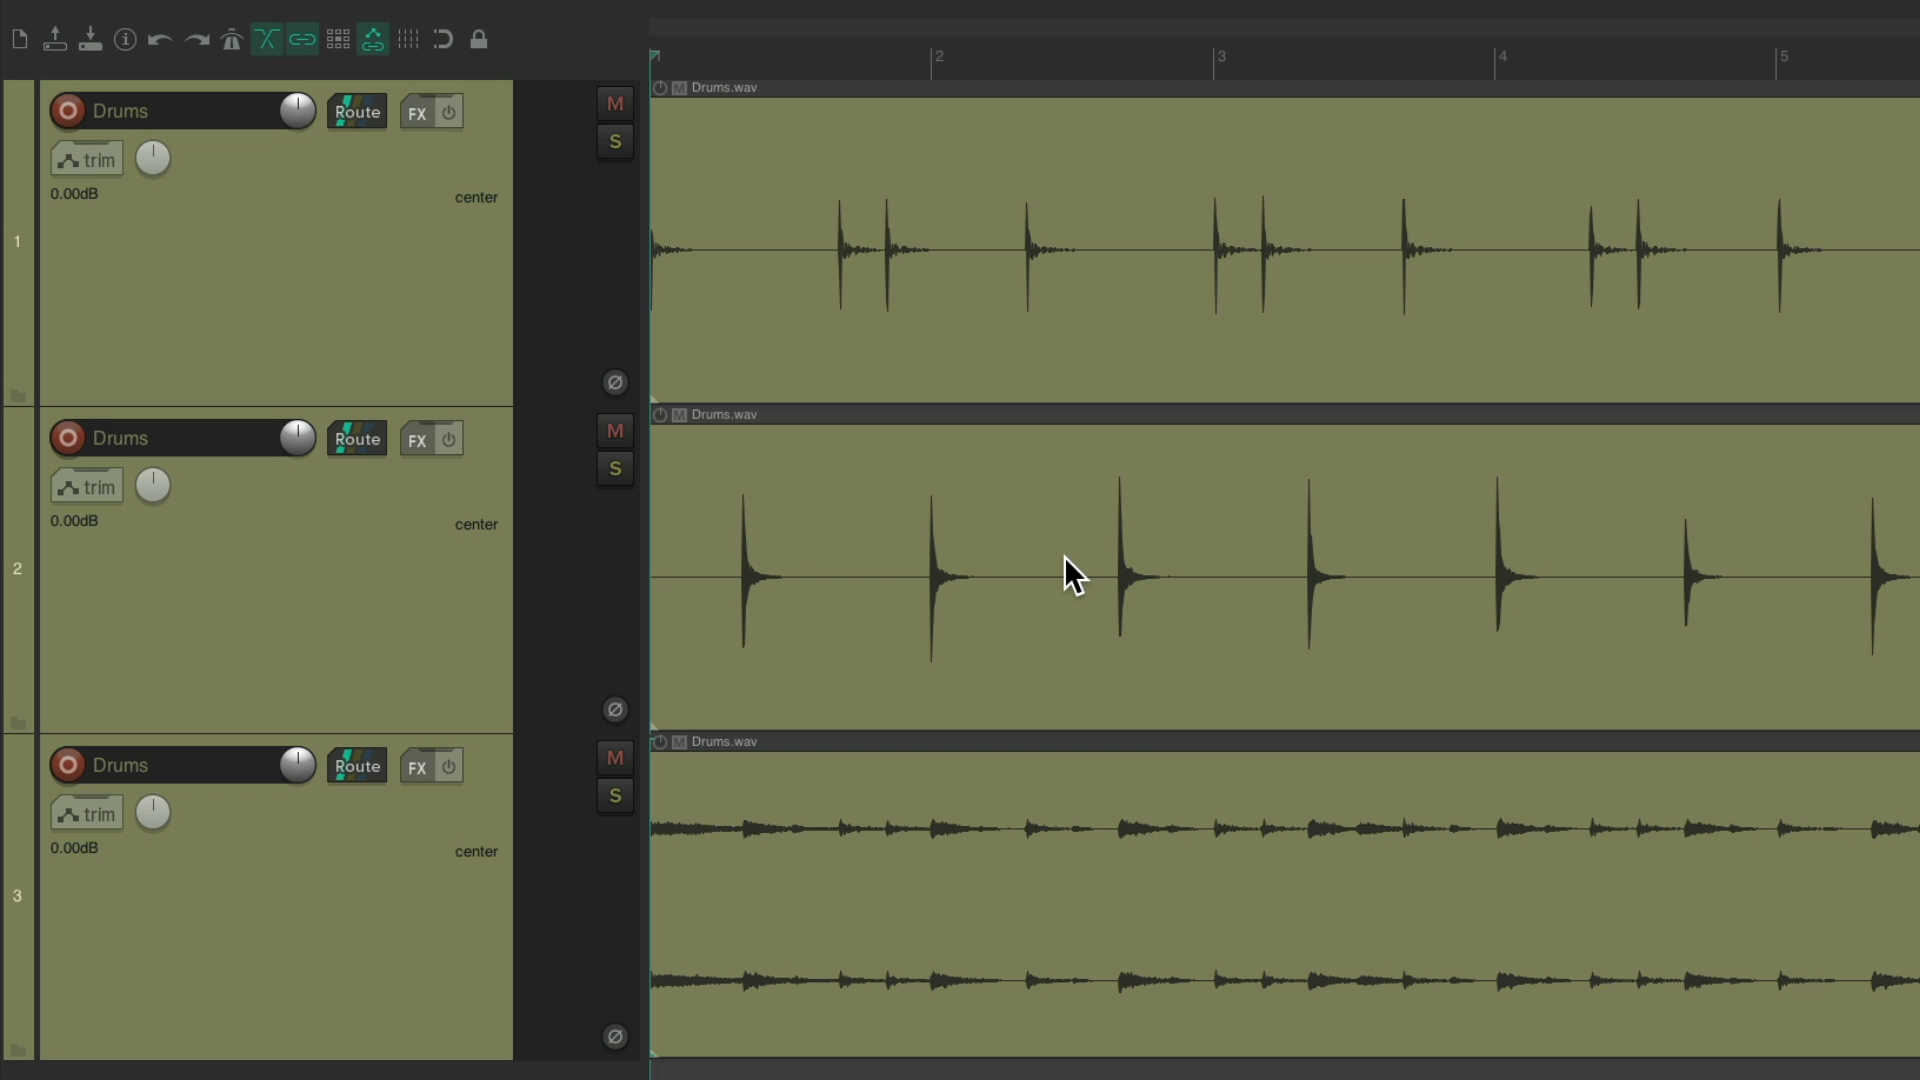 1 2 3 4 5
Drums Route FX M M Drums.wav
S
trim
0.00dB center
1
Ø
Drums Route FX M M Drums.wav
S
trim
0.00dB center
2
Ø
Drums Route FX M M Drums.wav
S
trim
0.00dB center
3
Ø